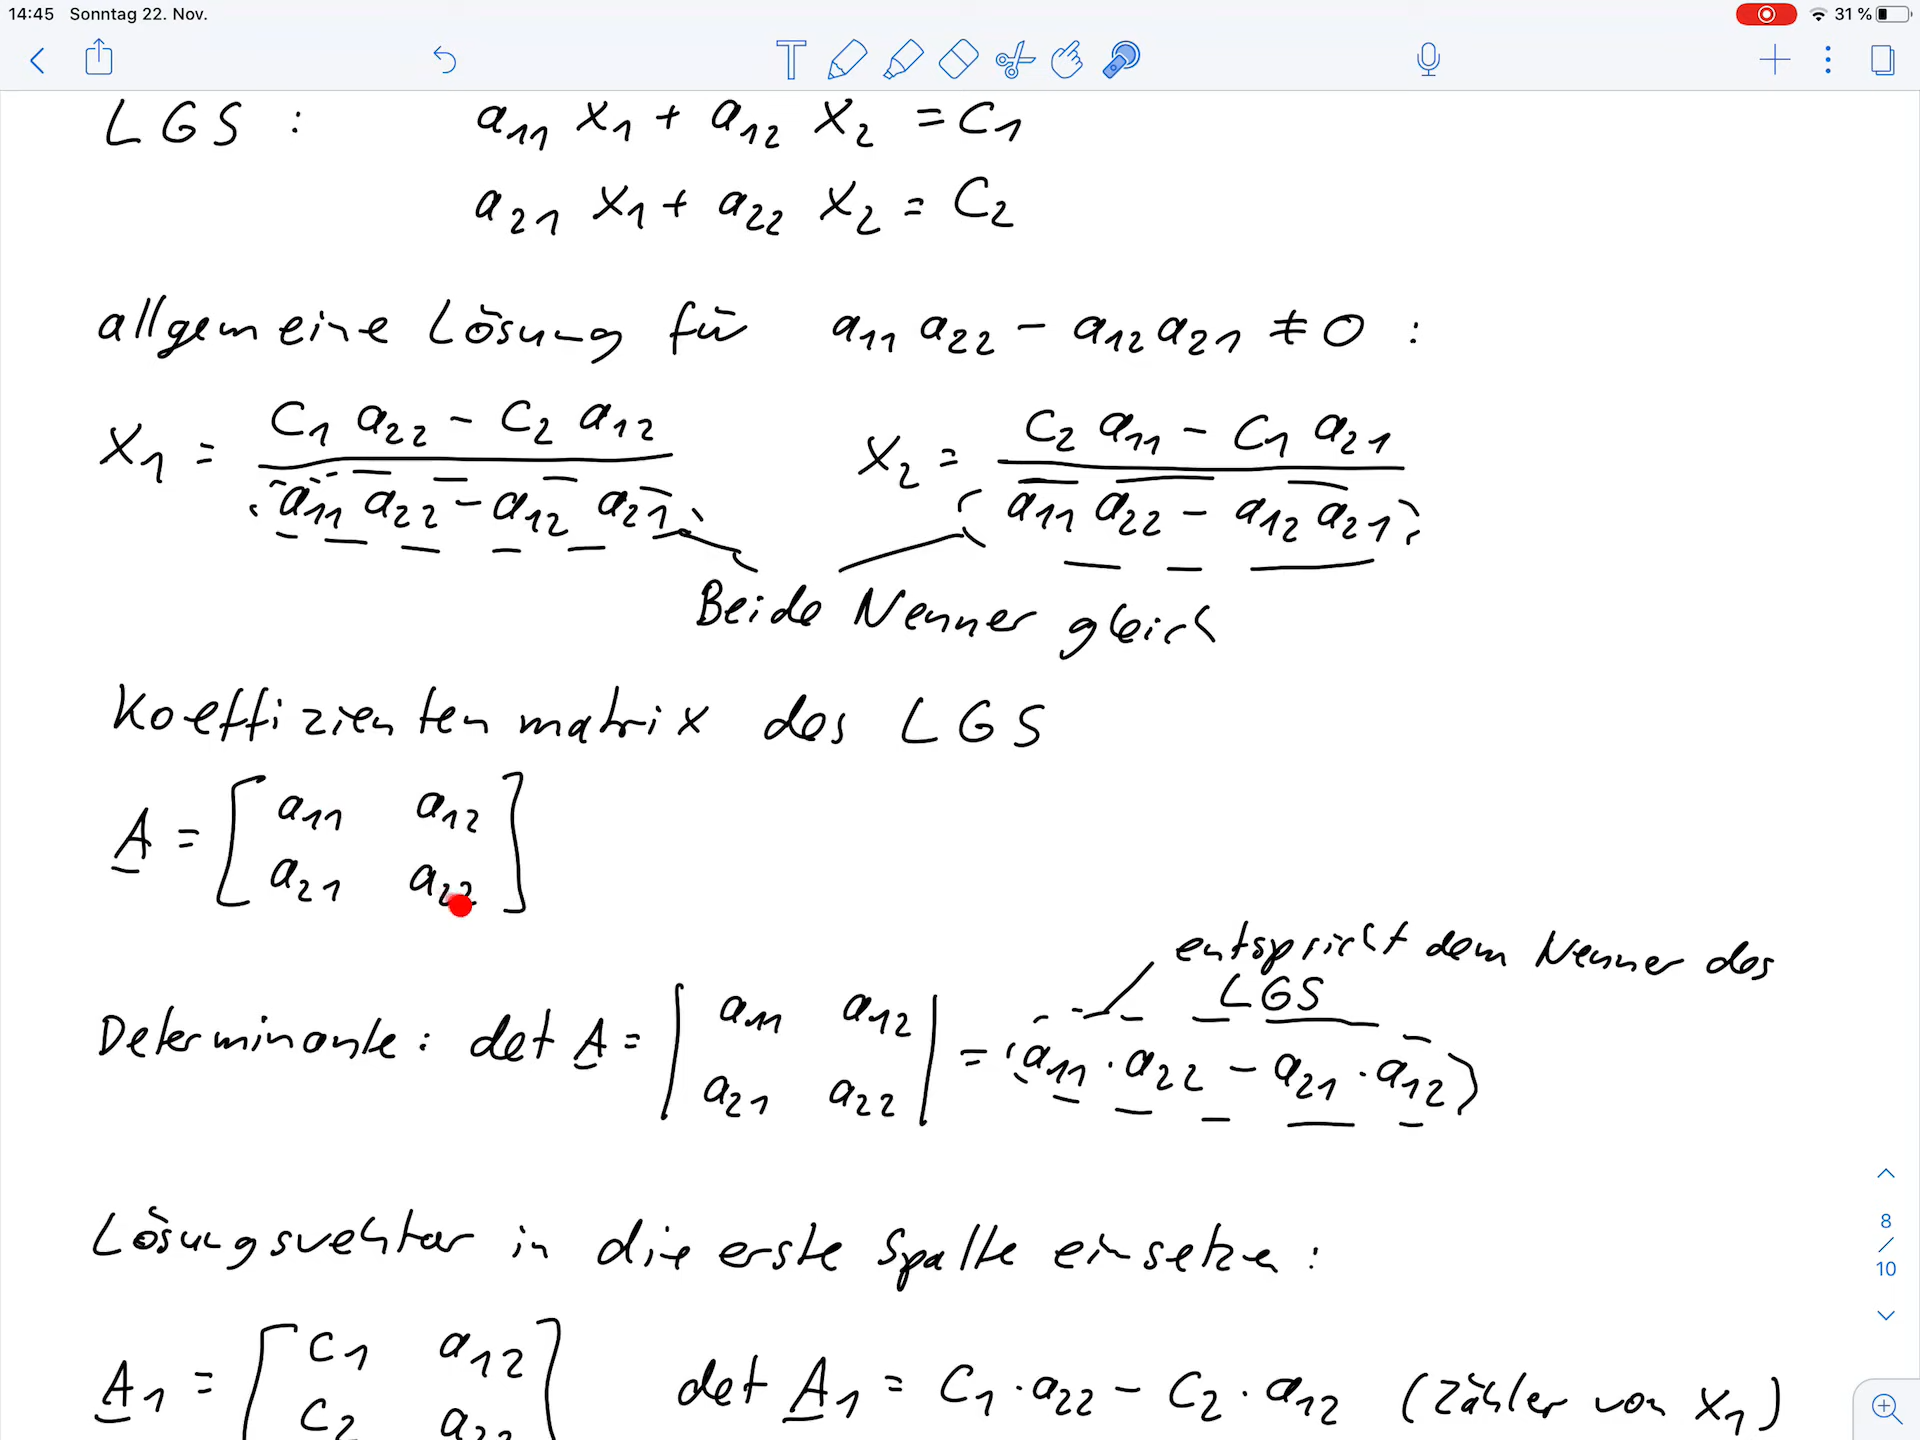 14:45 Sonntag 22. Nov. 31 %
LGS : a11 x1 + a12 x2 = c1
a21 x1 + a22 x2 = c2
allgemeine Lösung für a11 a22 - a12 a21 ≠ 0 :
x1 = (c1 a22 - c2 a12) / (a11 a22 - a12 a21) x2 = (c2 a11 - c1 a21) / (a11 a22 - a12 a21)
Beide Nenner gleich
Koeffizientenmatrix des LGS
A = [ a11 a12
a21 a22 ]
entspricht dem Nenner des
LGS
Determinante : det A = | a11 a12
a21 a22 | = a11 · a22 - a21 · a12
Lösungsvektor in die erste Spalte einsetzen :
A1 = [ c1 a12
c2 a22 ] det A1 = c1 · a22 - c2 · a12 (Zähler von x1)
8
/
10